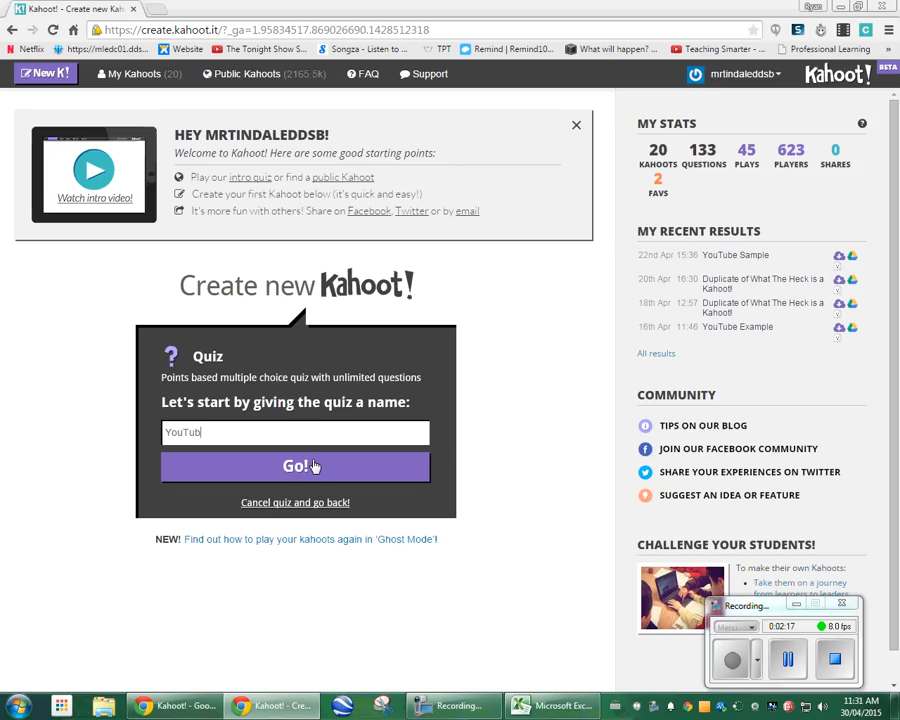 Kahoot! - Create new Kah
Ryan
https://create.kahoot.it/?_ga=1.95834517.869026690.1428512318
Netflix https://mledc01.dds... Website The Tonight Show St... Songza - Listen to ... TPT Remind | Remind10... What will happen? ... Teaching Smarter - ... Professional Learning
New K! My Kahoots (20) Public Kahoots (2165.5k) FAQ Support mrtindaleddsb Kahoot! BETA
HEY MRTINDALEDDSB!
Welcome to Kahoot! Here are some good starting points:
Play our intro quiz or find a public Kahoot
Create your first Kahoot below (it's quick and easy!)
It's more fun with others! Share on Facebook, Twitter or by email
Watch intro video!
Create new Kahoot!
? Quiz
Points based multiple choice quiz with unlimited questions
Let's start by giving the quiz a name:
YouTub
Go!
Cancel quiz and go back!
NEW! Find out how to play your kahoots again in 'Ghost Mode'!
MY STATS
20 133 45 623 0
KAHOOTS QUESTIONS PLAYS PLAYERS SHARES
2
FAVS
MY RECENT RESULTS
22nd Apr 15:36 YouTube Sample
20th Apr 16:30 Duplicate of What The Heck is a
Kahoot!
18th Apr 12:57 Duplicate of What The Heck is a
Kahoot!
16th Apr 11:46 YouTube Example
All results
COMMUNITY
TIPS ON OUR BLOG
JOIN OUR FACEBOOK COMMUNITY
SHARE YOUR EXPERIENCES ON TWITTER
SUGGEST AN IDEA OR FEATURE
CHALLENGE YOUR STUDENTS!
To make their own Kahoots:
Take them on a journey
from learners to leaders
Recording...
Menu... 0:02:17 8.0 fps
Kahoot! - Goo... Kahoot! - Cre... Recording... Microsoft Exc...
11:31 AM
30/04/2015